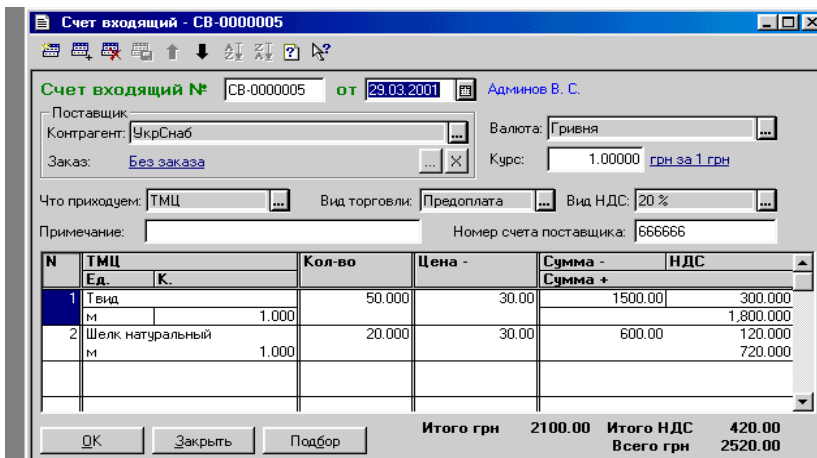 Счет входящий - СВ-0000005
Счет входящий № СВ-0000005 от 29.03.2001 Админов В. С.
Поставщик
Контрагент: УкрСнаб ... Валюта: Гривня ...
Заказ: Без заказа ... X Курс: 1.00000 грн за 1 грн
Что приходуем: ТМЦ ... Вид торговли: Предоплата ... Вид НДС: 20 % ...
Примечание: Номер счета поставщика: 666666
N ТМЦ Кол-во Цена - Сумма - НДС
Ед. К. Сумма +
1 Твид 50.000 30.00 1500.00 300.000
м 1.000 1,800.000
2 Шелк натуральный 20.000 30.00 600.00 120.000
м 1.000 720.000
Итого грн 2100.00 Итого НДС 420.00
OK Закрыть Подбор Всего грн 2520.00